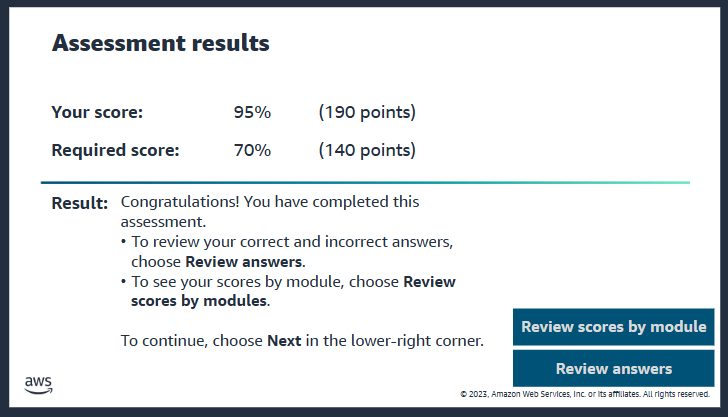 Assessment results
Your score: 95% (190 points)
Required score: 70% (140 points)
Result: Congratulations! You have completed this
assessment.
• To review your correct and incorrect answers,
choose Review answers.
• To see your scores by module, choose Review
scores by modules.
To continue, choose Next in the lower-right corner.
Review scores by module
Review answers
aws
© 2023, Amazon Web Services, Inc. or its affiliates. All rights reserved.